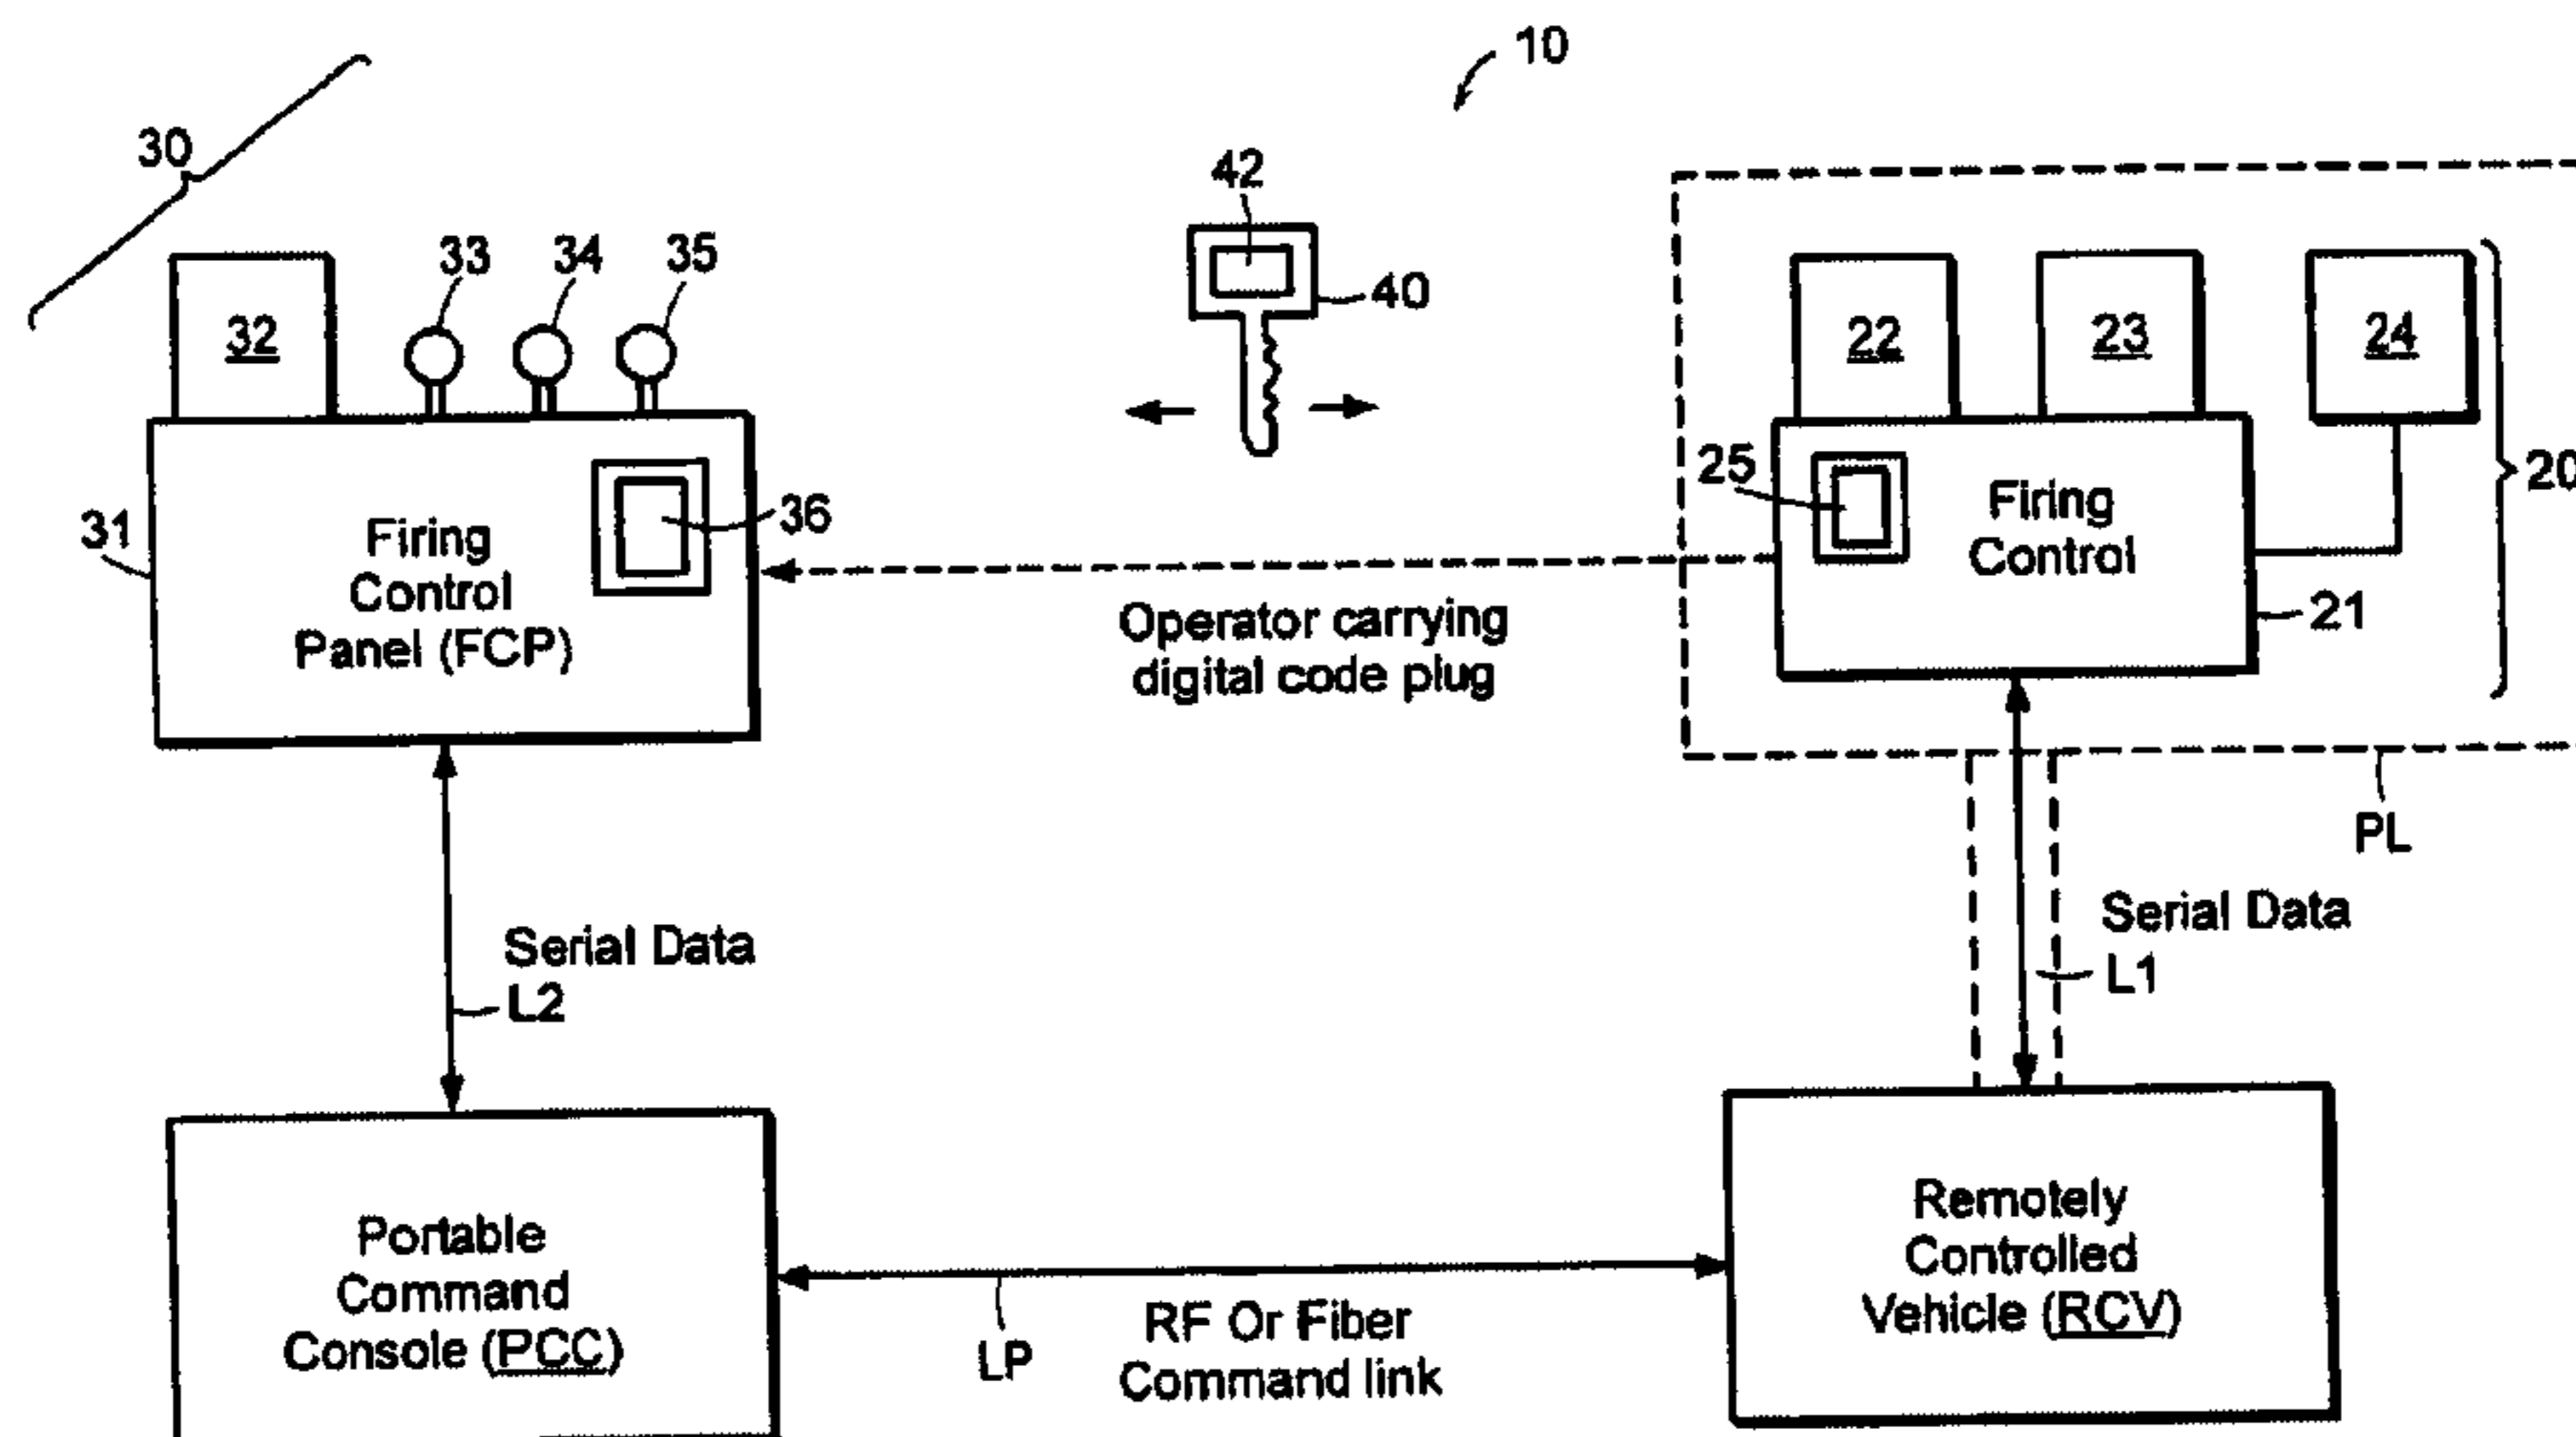 10
30
42
33
34
35
40
32
22
23
24
25
36
31
Firing
Control
Panel (FCP)
Firing
Control
20
21
Operator carrying
digital code plug
PL
Serial Data
L2
Serial Data
L1
Portable
Command
Console (PCC)
LP
RF Or Fiber
Command link
Remotely
Controlled
Vehicle (RCV)